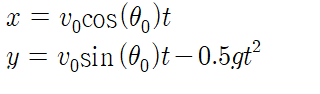 x = v₀cos(θ₀)t
y = v₀sin(θ₀)t−0.5gt²